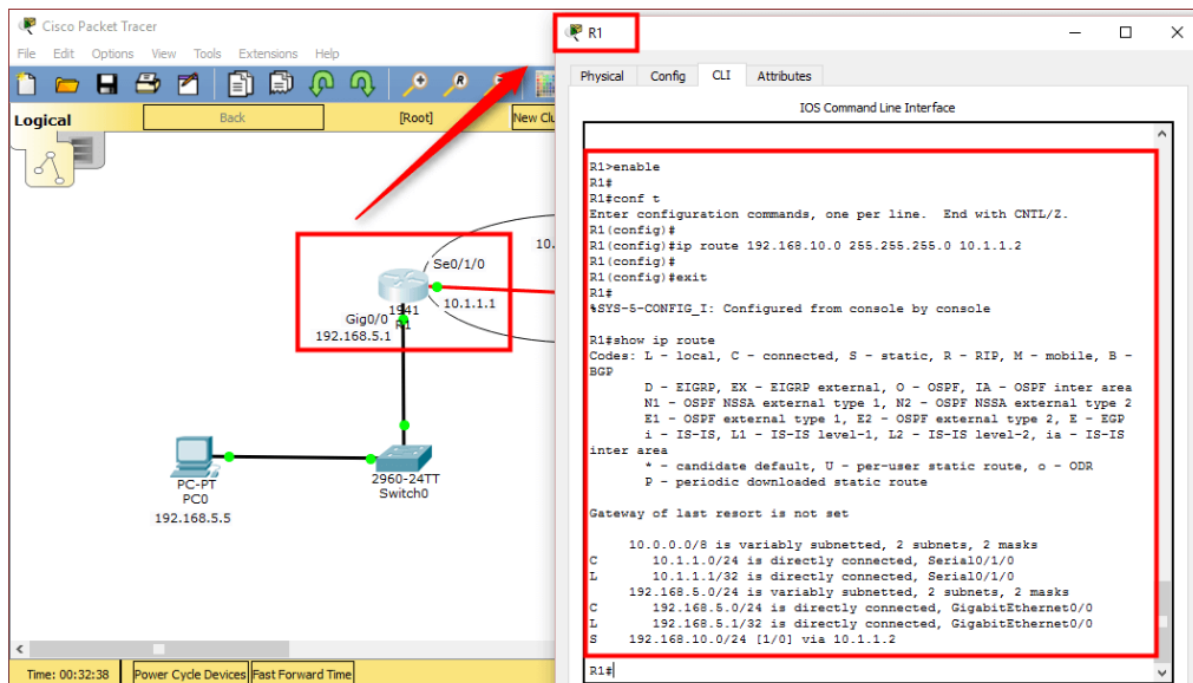 Cisco Packet Tracer
File Edit Options View Tools Extensions Help
Logical
Back
[Root]
New Clu
10.
Se0/1/0
10.1.1.1
1941
R1
Gig0/0
192.168.5.1
2960-24TT
Switch0
PC-PT
PC0
192.168.5.5
Time: 00:32:38
Power Cycle Devices
Fast Forward Time
R1
Physical Config CLI Attributes
IOS Command Line Interface
R1>enable
R1#
R1#conf t
Enter configuration commands, one per line. End with CNTL/Z.
R1(config)#
R1(config)#ip route 192.168.10.0 255.255.255.0 10.1.1.2
R1(config)#
R1(config)#exit
R1#
%SYS-5-CONFIG_I: Configured from console by console
R1#show ip route
Codes: L - local, C - connected, S - static, R - RIP, M - mobile, B -
BGP
D - EIGRP, EX - EIGRP external, O - OSPF, IA - OSPF inter area
N1 - OSPF NSSA external type 1, N2 - OSPF NSSA external type 2
E1 - OSPF external type 1, E2 - OSPF external type 2, E - EGP
i - IS-IS, L1 - IS-IS level-1, L2 - IS-IS level-2, ia - IS-IS
inter area
* - candidate default, U - per-user static route, o - ODR
P - periodic downloaded static route
Gateway of last resort is not set
10.0.0.0/8 is variably subnetted, 2 subnets, 2 masks
C 10.1.1.0/24 is directly connected, Serial0/1/0
L 10.1.1.1/32 is directly connected, Serial0/1/0
192.168.5.0/24 is variably subnetted, 2 subnets, 2 masks
C 192.168.5.0/24 is directly connected, GigabitEthernet0/0
L 192.168.5.1/32 is directly connected, GigabitEthernet0/0
S 192.168.10.0/24 [1/0] via 10.1.1.2
R1#